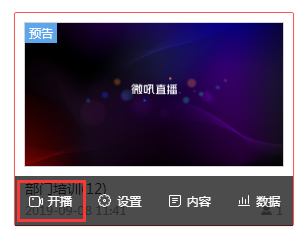 预告
微吼直播
部门培训(12)
开播 设置 内容 数据
2019-09-08 11:41 1